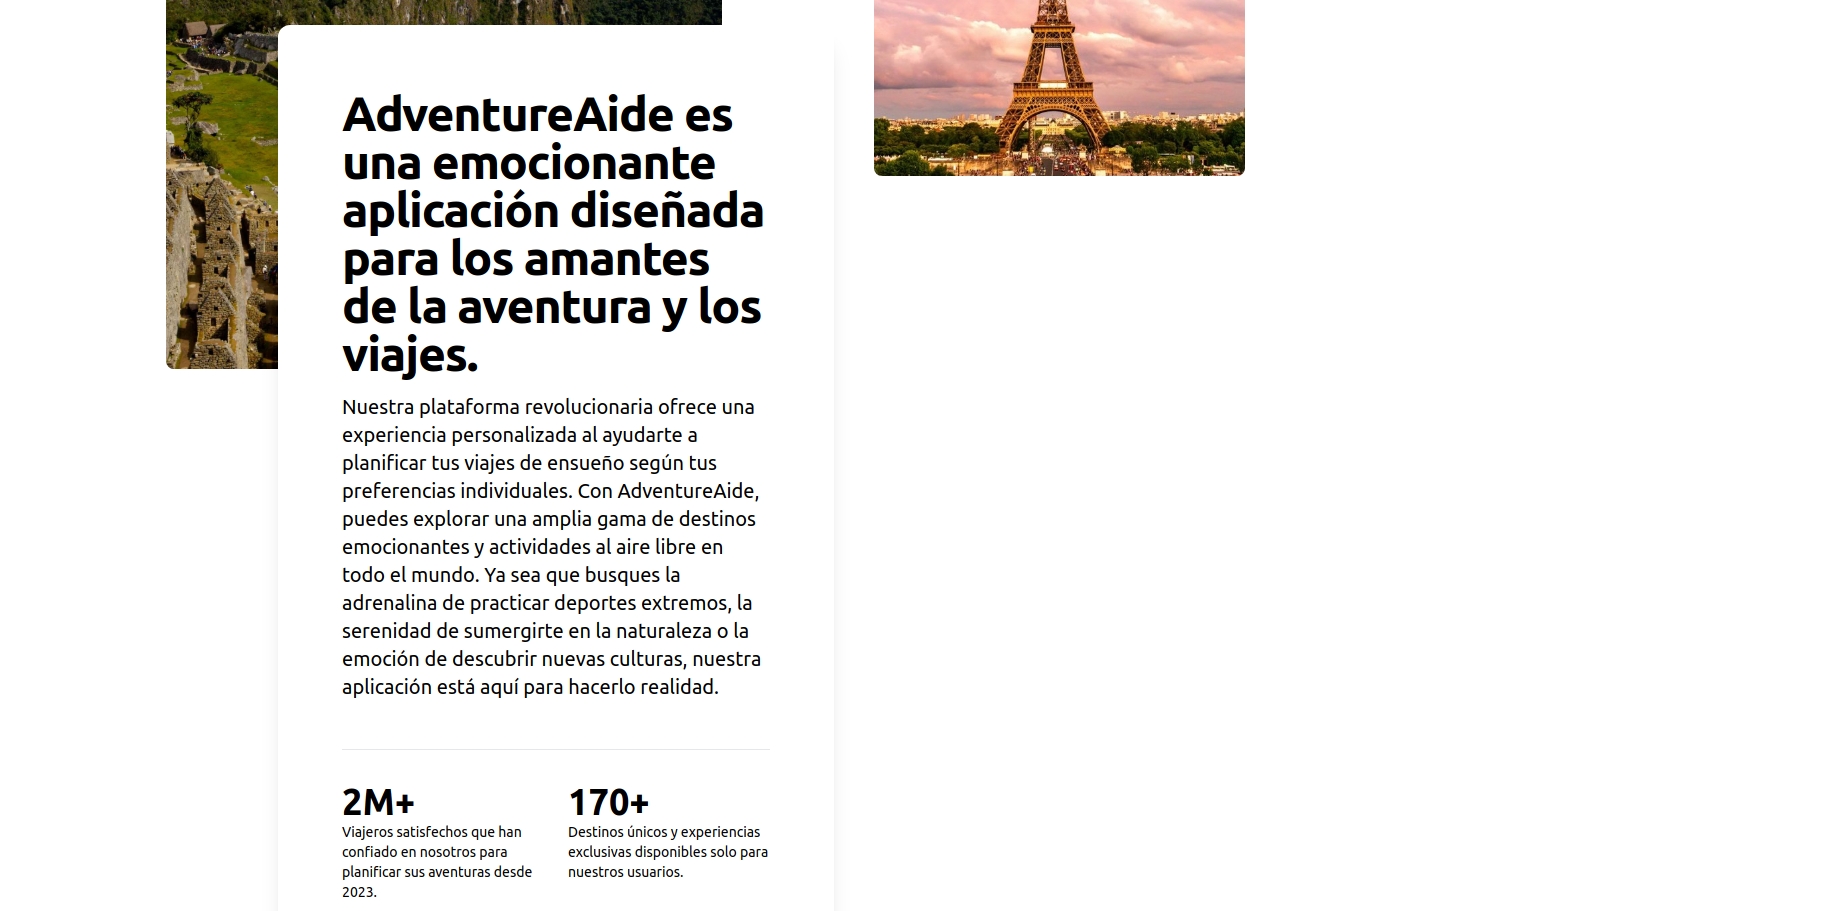 AdventureAide es
una emocionante
aplicación diseñada
para los amantes
de la aventura y los
viajes.
Nuestra plataforma revolucionaria ofrece una
experiencia personalizada al ayudarte a
planificar tus viajes de ensueño según tus
preferencias individuales. Con AdventureAide,
puedes explorar una amplia gama de destinos
emocionantes y actividades al aire libre en
todo el mundo. Ya sea que busques la
adrenalina de practicar deportes extremos, la
serenidad de sumergirte en la naturaleza o la
emoción de descubrir nuevas culturas, nuestra
aplicación está aquí para hacerlo realidad.
2M+
Viajeros satisfechos que han
confiado en nosotros para
planificar sus aventuras desde
2023.
170+
Destinos únicos y experiencias
exclusivas disponibles solo para
nuestros usuarios.